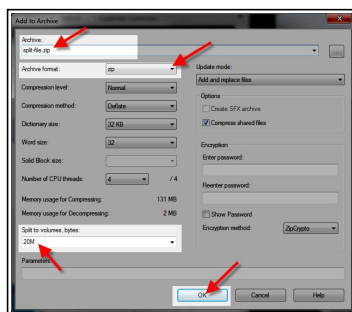 Add to Archive
Archive:
split-file.zip
...
Archive format: zip
Update mode:
Add and replace files
Compression level: Normal
Options
Create SFX archive
Compression method: Deflate
Compress shared files
Dictionary size: 32 KB
Word size: 32
Encryption
Enter password:
Solid Block size:
Number of CPU threads: 4 / 4
Reenter password:
Memory usage for Compressing: 131 MB
Memory usage for Decompressing: 2 MB
Show Password
Split to volumes, bytes:
Encryption method: ZipCrypto
20M
Parameters:
OK Cancel Help